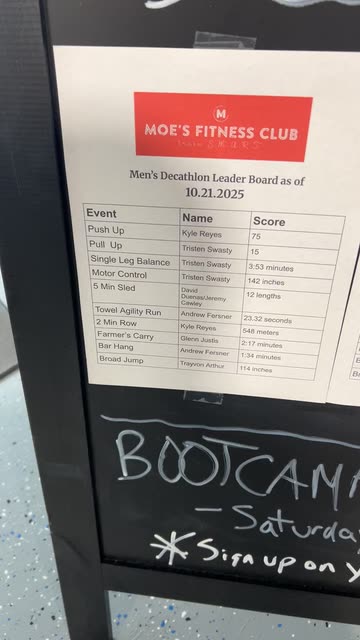 M
MOE'S FITNESS CLUB
Train S.M.A.R.T.
Men's Decathlon Leader Board as of
10.21.2025
Event Name Score
Push Up Kyle Reyes 75
Pull Up Tristen Swasty 15
Single Leg Balance Tristen Swasty 3:53 minutes
Motor Control Tristen Swasty 142 inches
5 Min Sled David Duenas/Jeremy Cawley 12 lengths
Towel Agility Run Andrew Fersner 23.32 seconds
2 Min Row Kyle Reyes 548 meters
Farmer's Carry Glenn Justis 2:17 minutes
Bar Hang Andrew Fersner 1:34 minutes
Broad Jump Trayvon Arthur 114 inches
BOOTCAMP
- Saturda
* Sign up on